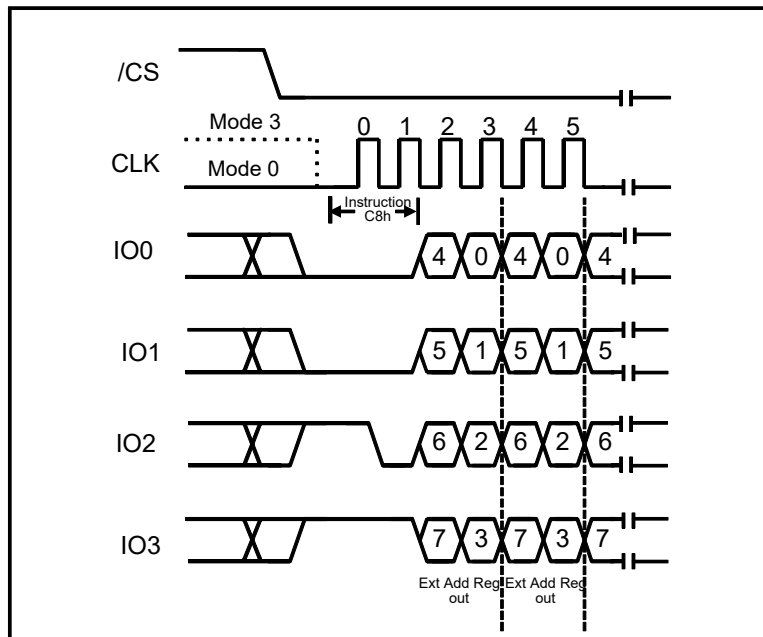 /CS
Mode 3
0 1 2 3 4 5
CLK
Mode 0
Instruction
C8h
IO0
4 0 4 0 4
IO1
5 1 5 1 5
IO2
6 2 6 2 6
IO3
7 3 7 3 7
Ext Add Reg Ext Add Reg
out out